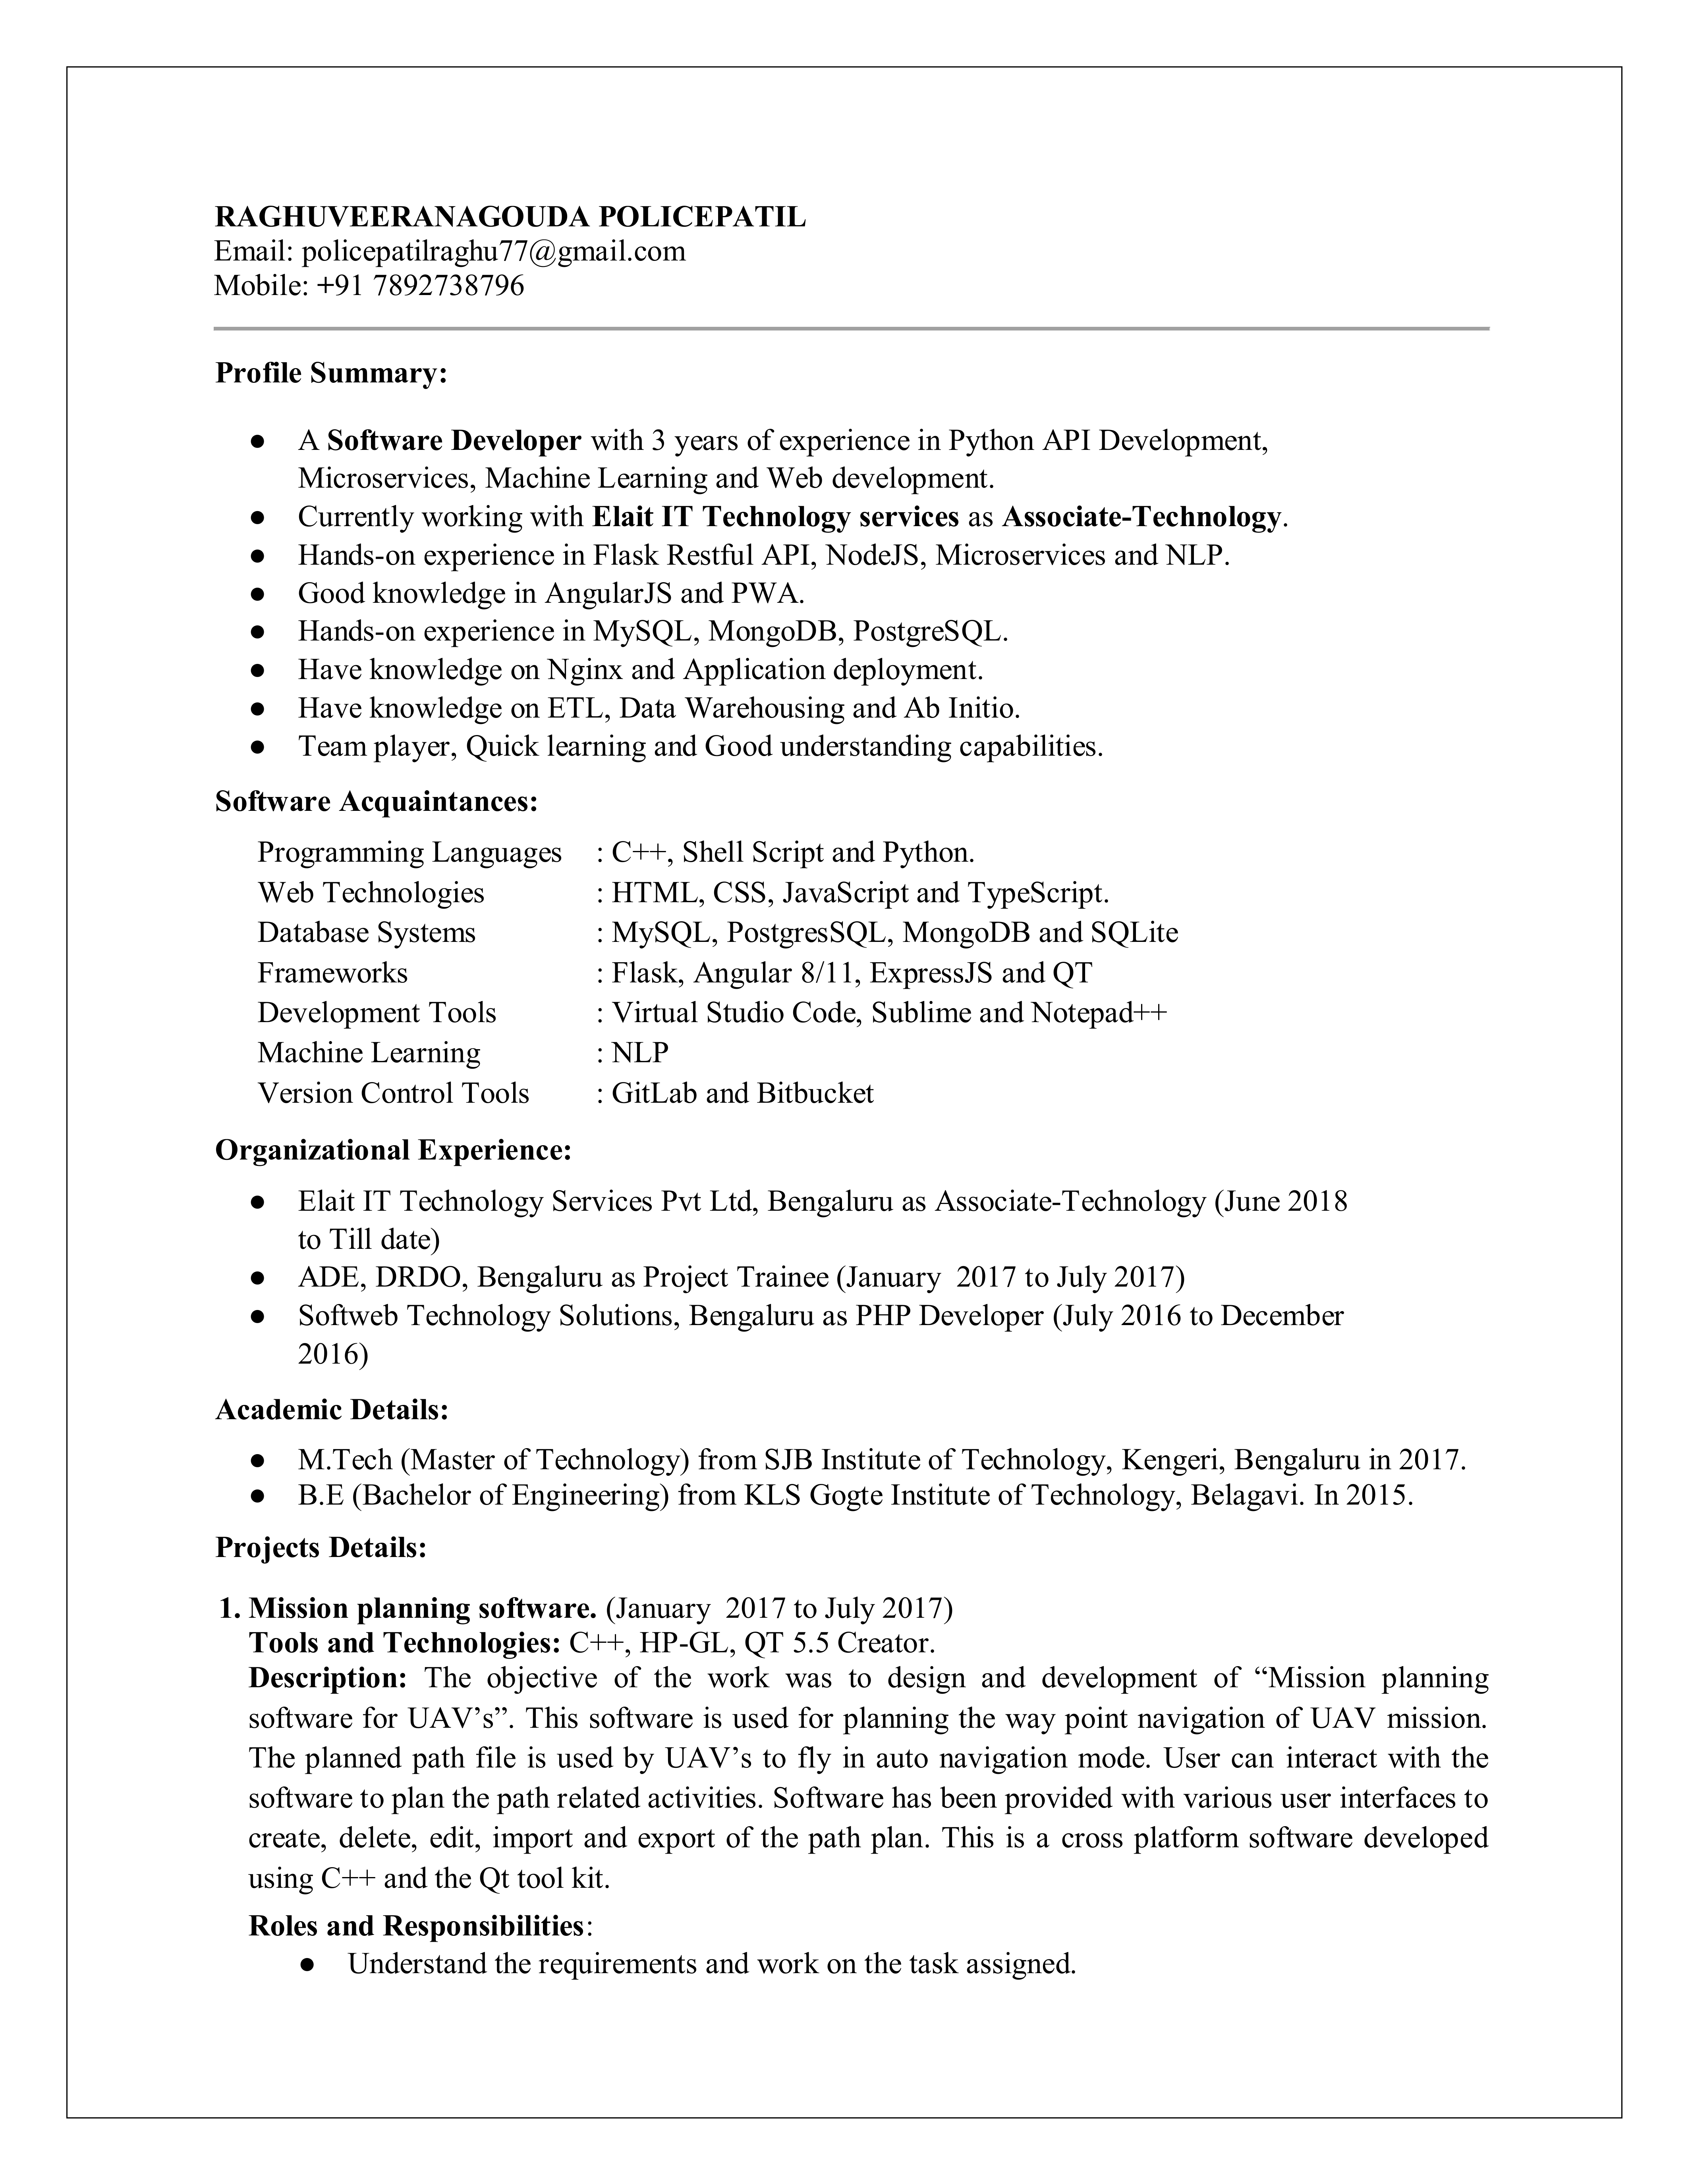 RAGHUVEERANAGOUDA POLICEPATIL
Email: policepatilraghu77@gmail.com
Mobile: +91 7892738796
Profile Summary:
● A Software Developer with 3 years of experience in Python API Development,
Microservices, Machine Learning and Web development.
● Currently working with Elait IT Technology services as Associate-Technology.
● Hands-on experience in Flask Restful API, NodeJS, Microservices and NLP.
● Good knowledge in AngularJS and PWA.
● Hands-on experience in MySQL, MongoDB, PostgreSQL.
● Have knowledge on Nginx and Application deployment.
● Have knowledge on ETL, Data Warehousing and Ab Initio.
● Team player, Quick learning and Good understanding capabilities.
Software Acquaintances:
Programming Languages : C++, Shell Script and Python.
Web Technologies : HTML, CSS, JavaScript and TypeScript.
Database Systems : MySQL, PostgresSQL, MongoDB and SQLite
Frameworks : Flask, Angular 8/11, ExpressJS and QT
Development Tools : Virtual Studio Code, Sublime and Notepad++
Machine Learning : NLP
Version Control Tools : GitLab and Bitbucket
Organizational Experience:
● Elait IT Technology Services Pvt Ltd, Bengaluru as Associate-Technology (June 2018
to Till date)
● ADE, DRDO, Bengaluru as Project Trainee (January  2017 to July 2017)
● Softweb Technology Solutions, Bengaluru as PHP Developer (July 2016 to December
2016)
Academic Details:
● M.Tech (Master of Technology) from SJB Institute of Technology, Kengeri, Bengaluru in 2017.
● B.E (Bachelor of Engineering) from KLS Gogte Institute of Technology, Belagavi. In 2015.
Projects Details:
1. Mission planning software. (January  2017 to July 2017)
Tools and Technologies: C++, HP-GL, QT 5.5 Creator.
Description: The objective of the work was to design and development of “Mission planning
software for UAV’s”. This software is used for planning the way point navigation of UAV mission.
The planned path file is used by UAV’s to fly in auto navigation mode. User can interact with the
software to plan the path related activities. Software has been provided with various user interfaces to
create, delete, edit, import and export of the path plan. This is a cross platform software developed
using C++ and the Qt tool kit.
Roles and Responsibilities:
● Understand the requirements and work on the task assigned.